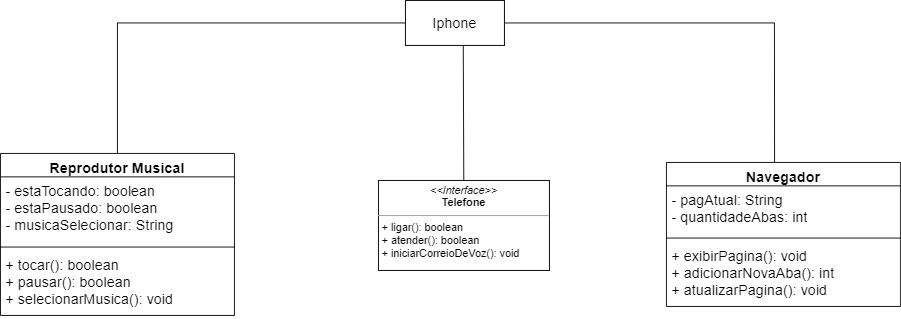 Iphone
Reprodutor Musical
- estaTocando: boolean
- estaPausado: boolean
- musicaSelecionar: String
+ tocar(): boolean
+ pausar(): boolean
+ selecionarMusica(): void
<<Interface>>
Telefone
+ ligar(): boolean
+ atender(): boolean
+ iniciarCorreioDeVoz(): void
Navegador
- pagAtual: String
- quantidadeAbas: int
+ exibirPagina(): void
+ adicionarNovaAba(): int
+ atualizarPagina(): void